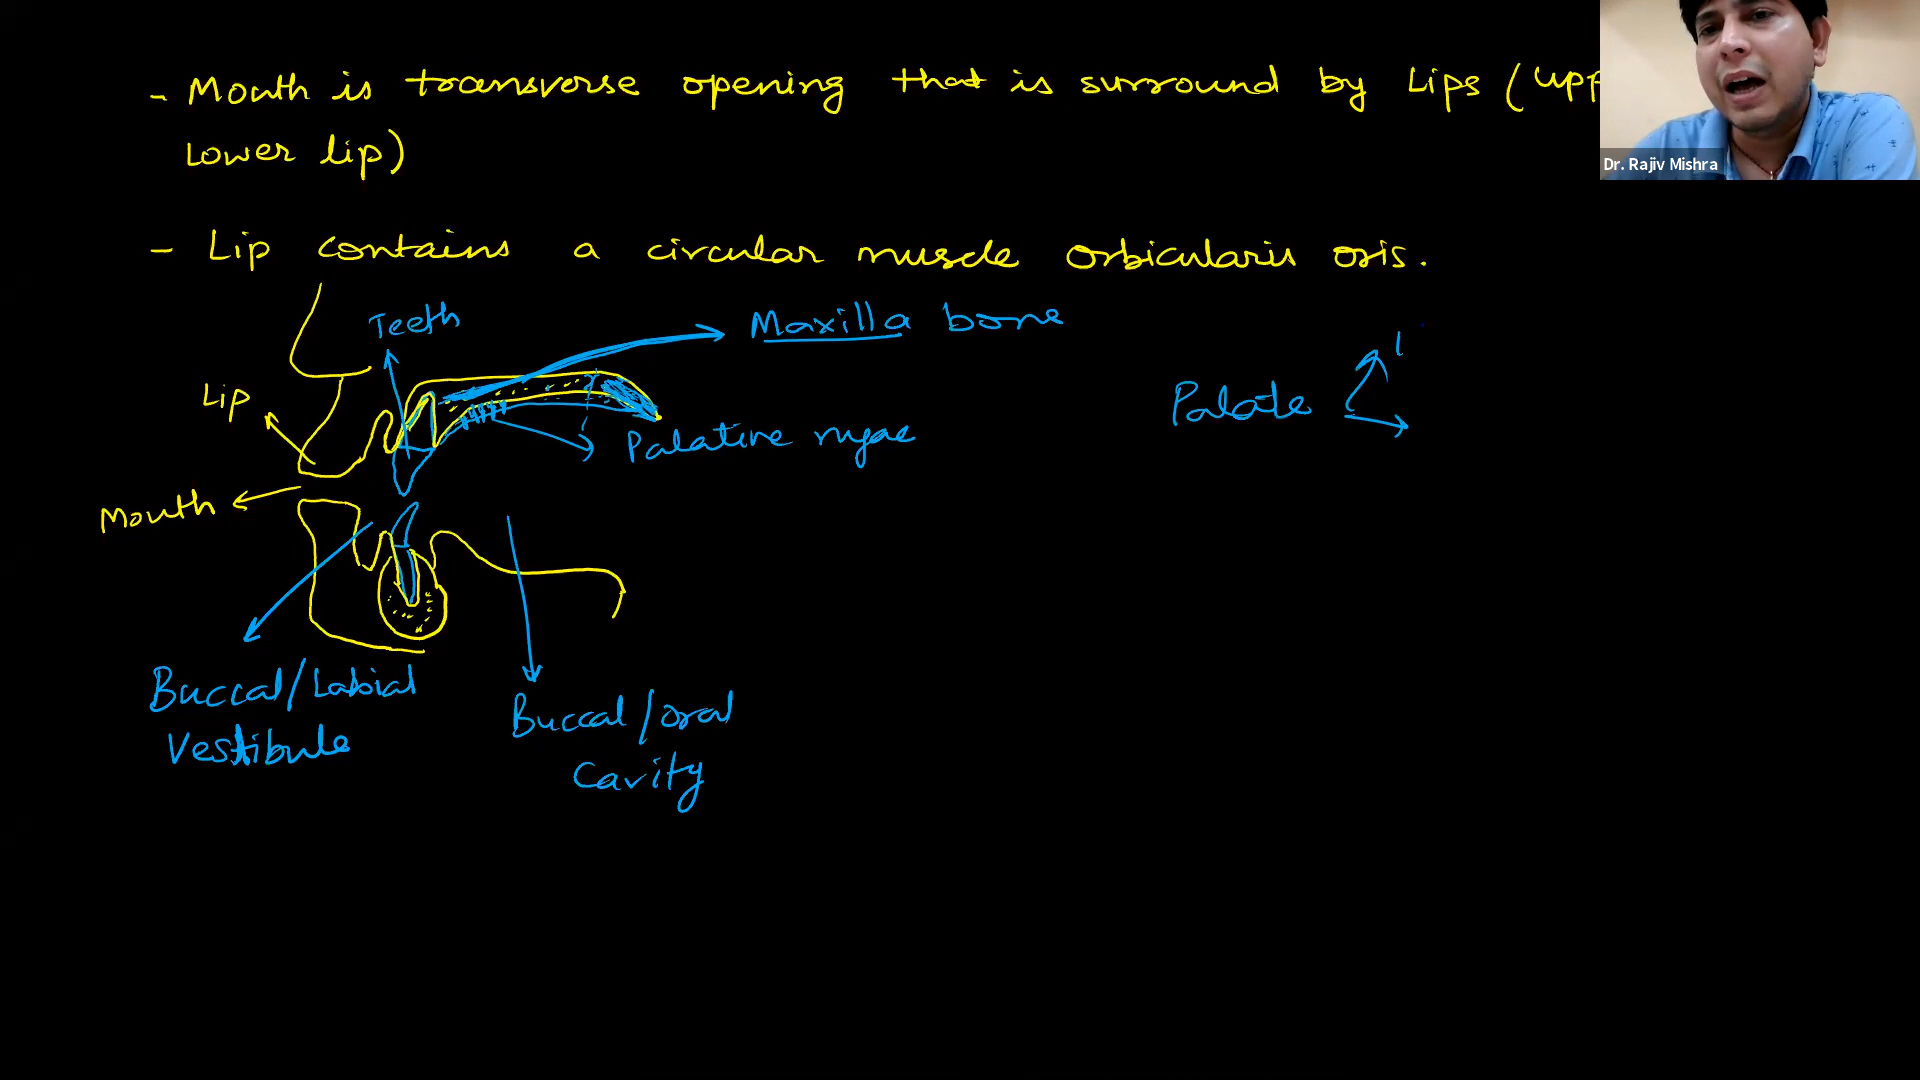 - Mouth is transverse opening that is surround by Lips (upp
Lower lip)
Dr. Rajiv Mishra
- Lip contains a circular muscle orbicularis oris.
Teeth
Maxilla bone
Lip
Palate
Palatine rugae
Mouth
Buccal/Labial
Vestibule
Buccal/oral
Cavity